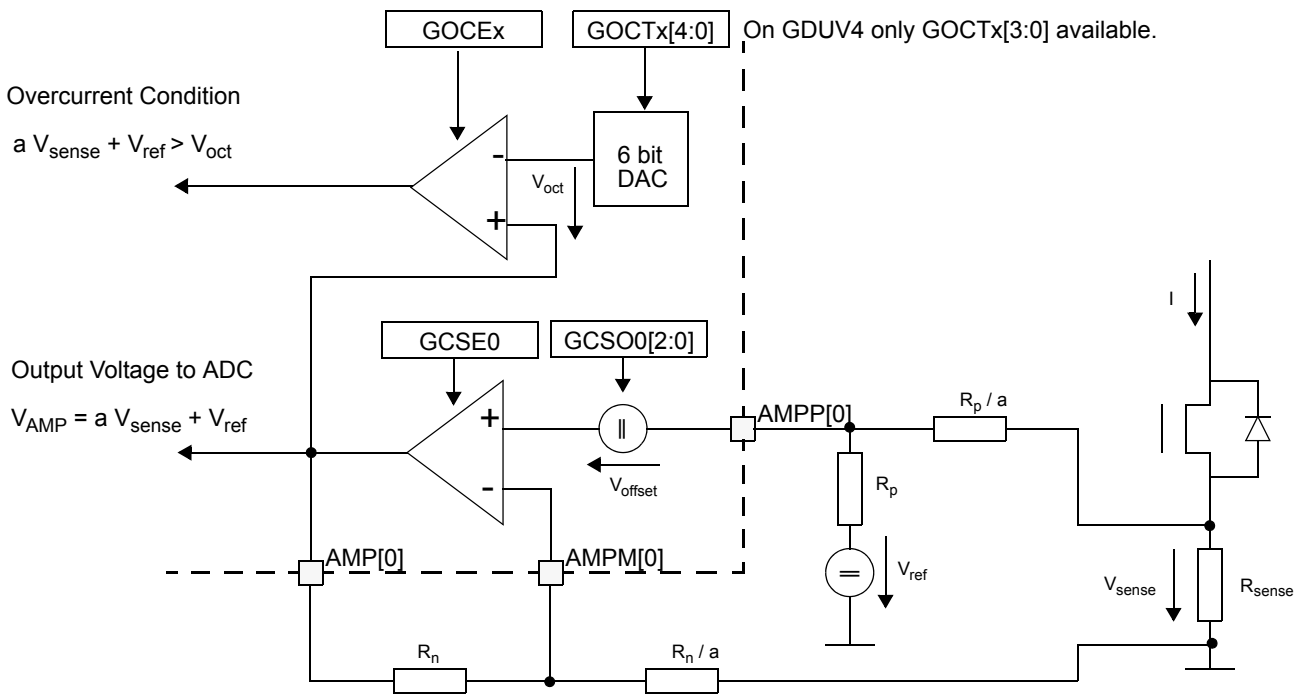 GOCEx
GOCTx[4:0]
On GDUV4 only GOCTx[3:0] available.
Overcurrent Condition
a Vsense + Vref > Voct
-
6 bit
DAC
Voct
+
I
GCSE0
GCSO0[2:0]
Output Voltage to ADC
VAMP = a Vsense + Vref
+
=
AMPP[0]
Rp / a
Voffset
-
Rp
AMP[0]
AMPM[0]
=
Vref
Vsense
Rsense
Rn
Rn / a